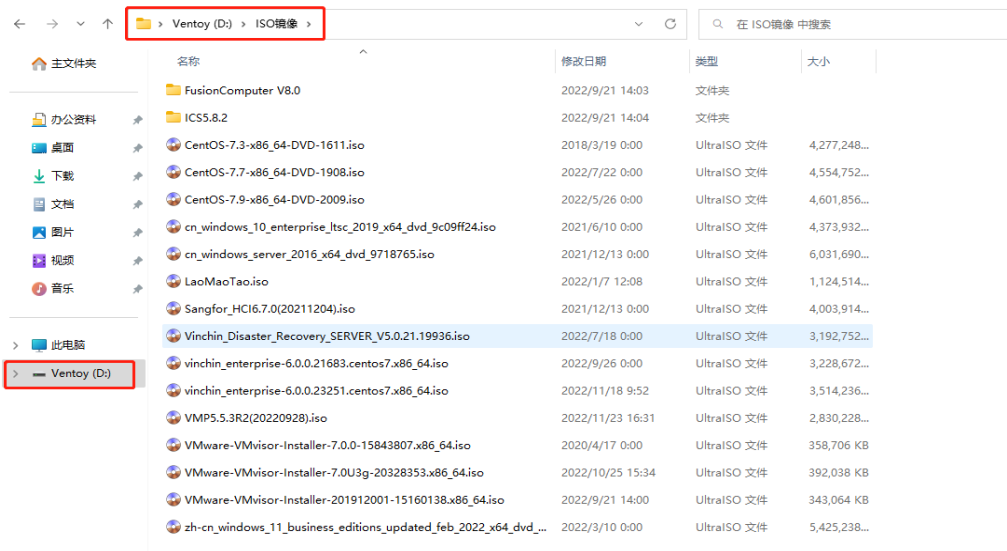 Ventoy (D:) › ISO镜像 ›
在 ISO镜像 中搜索
主文件夹
办公资料
桌面
下载
文档
图片
视频
音乐
此电脑
Ventoy (D:)
名称 修改日期 类型 大小
FusionComputer V8.0 2022/9/21 14:03 文件夹
ICS5.8.2 2022/9/21 14:04 文件夹
CentOS-7.3-x86_64-DVD-1611.iso 2018/3/19 0:00 UltraISO 文件 4,277,248...
CentOS-7.7-x86_64-DVD-1908.iso 2022/7/22 0:00 UltraISO 文件 4,554,752...
CentOS-7.9-x86_64-DVD-2009.iso 2022/5/26 0:00 UltraISO 文件 4,601,856...
cn_windows_10_enterprise_ltsc_2019_x64_dvd_9c09ff24.iso 2021/6/10 0:00 UltraISO 文件 4,373,932...
cn_windows_server_2016_x64_dvd_9718765.iso 2021/12/13 0:00 UltraISO 文件 6,031,690...
LaoMaoTao.iso 2022/1/7 12:08 UltraISO 文件 1,124,514...
Sangfor_HCI6.7.0(20211204).iso 2021/12/13 0:00 UltraISO 文件 4,003,914...
Vinchin_Disaster_Recovery_SERVER_V5.0.21.19936.iso 2022/7/18 0:00 UltraISO 文件 3,192,752...
vinchin_enterprise-6.0.0.21683.centos7.x86_64.iso 2022/9/26 0:00 UltraISO 文件 3,228,672...
vinchin_enterprise-6.0.0.23251.centos7.x86_64.iso 2022/11/18 9:52 UltraISO 文件 3,514,236...
VMP5.5.3R2(20220928).iso 2022/11/23 16:31 UltraISO 文件 2,830,228...
VMware-VMvisor-Installer-7.0.0-15843807.x86_64.iso 2020/4/17 0:00 UltraISO 文件 358,706 KB
VMware-VMvisor-Installer-7.0U3g-20328353.x86_64.iso 2022/10/25 15:34 UltraISO 文件 392,038 KB
VMware-VMvisor-Installer-201912001-15160138.x86_64.iso 2022/9/21 14:00 UltraISO 文件 343,064 KB
zh-cn_windows_11_business_editions_updated_feb_2022_x64_dvd_... 2022/3/10 0:00 UltraISO 文件 5,425,238...